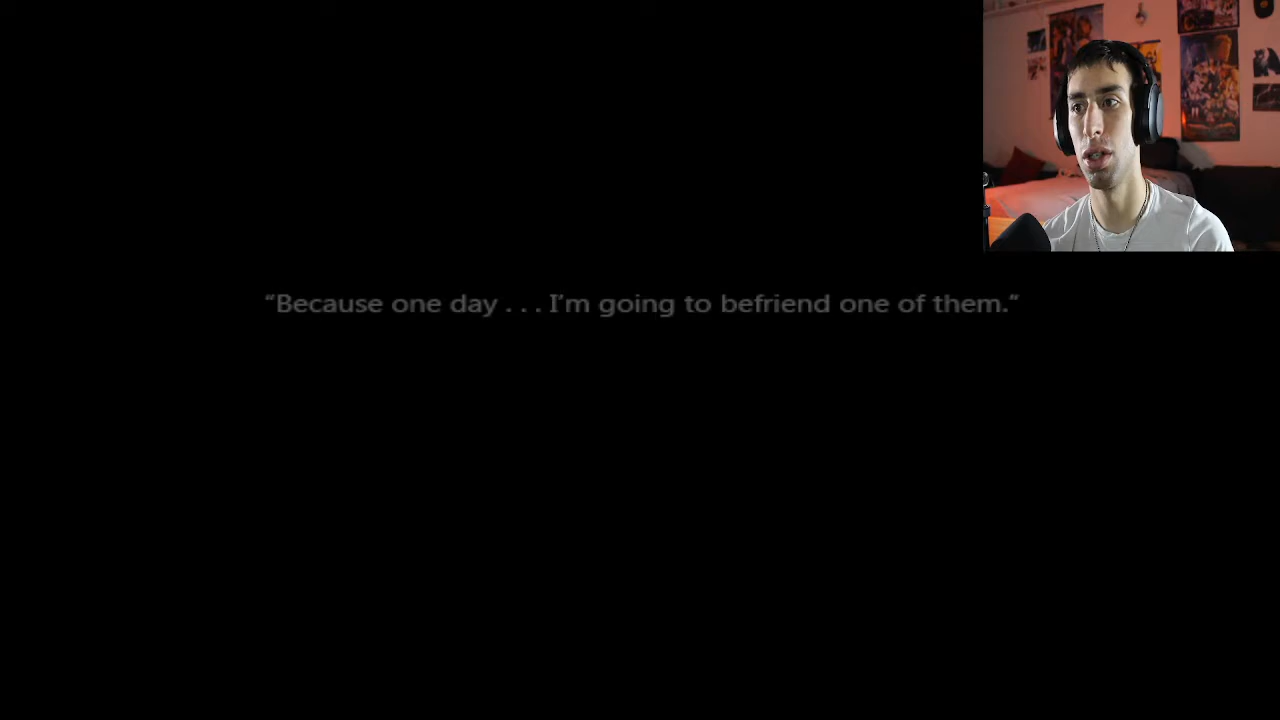 “Because one day . . . I’m going to befriend one of them.“